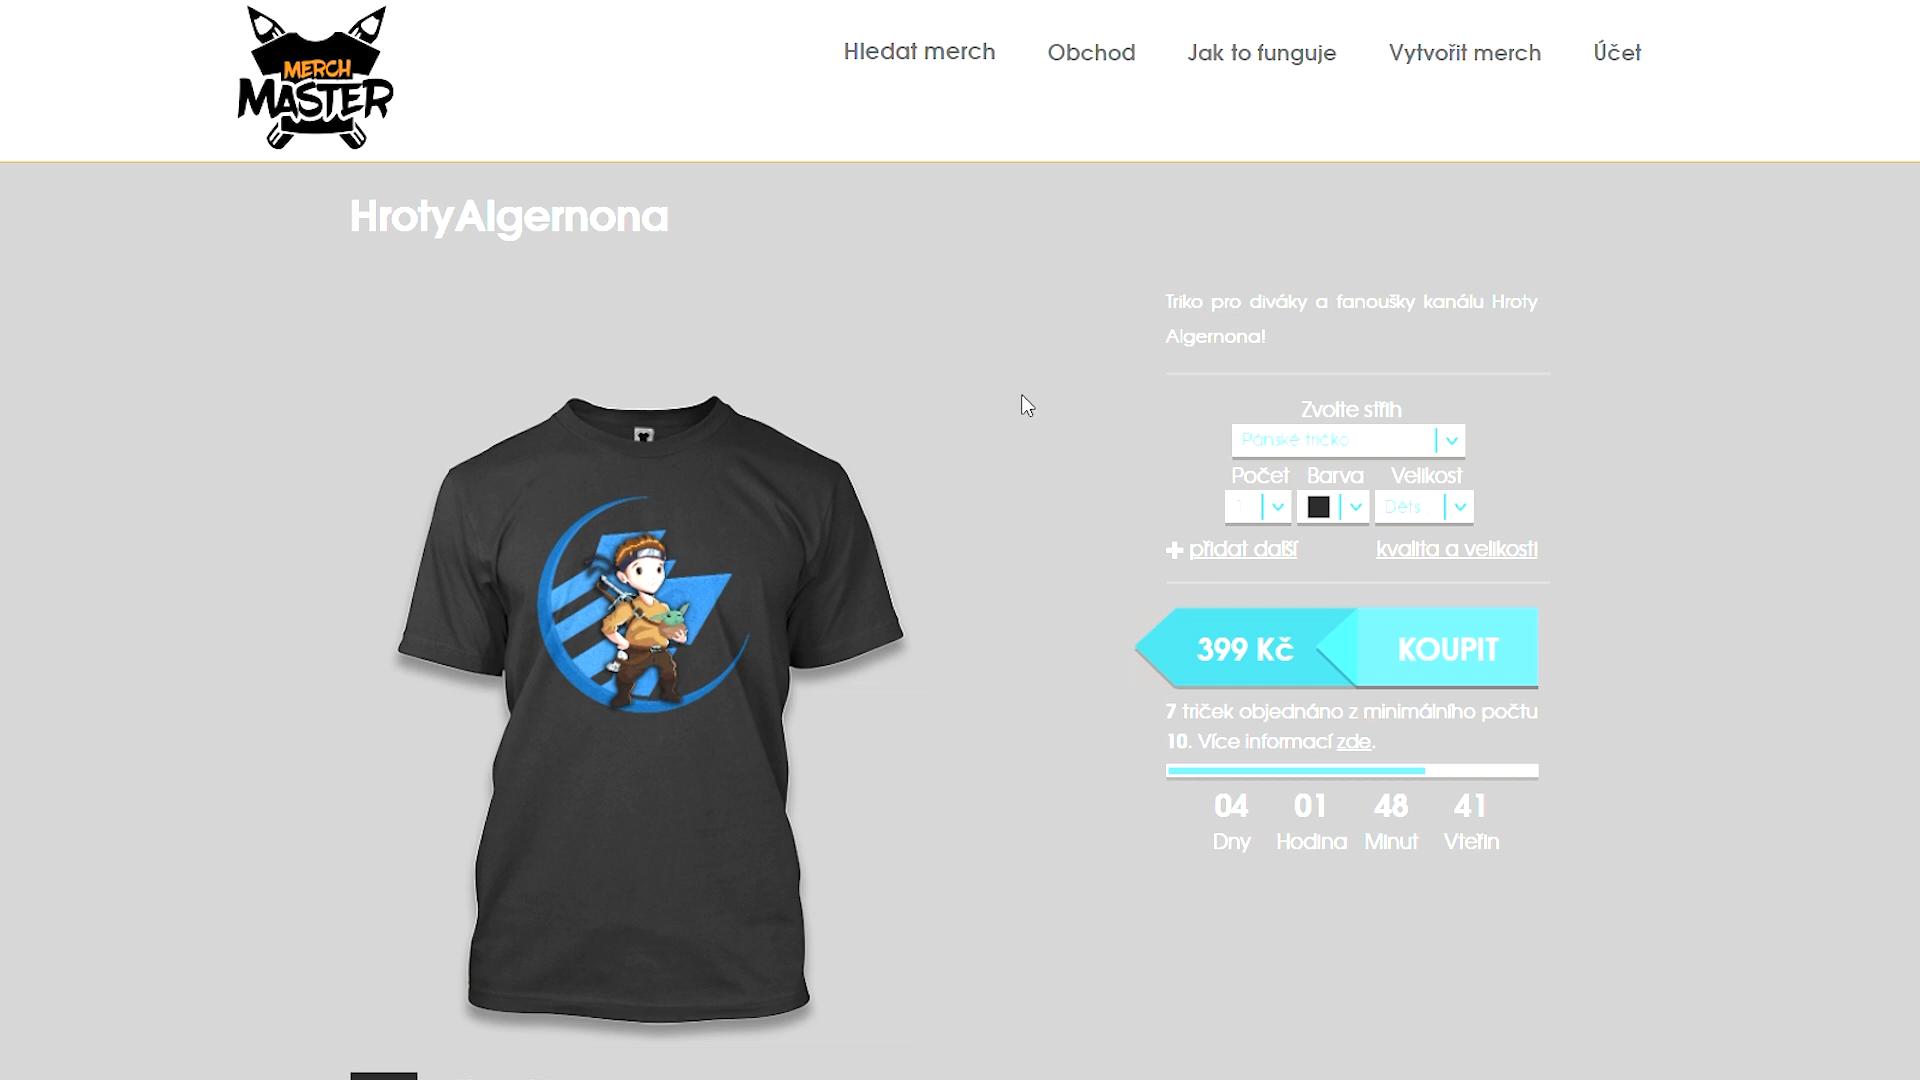 MERCH
MASTER
Hledat merch
Obchod
Jak to funguje
Vytvořit merch
Účet
HrotyAlgernona
Triko pro diváky a fanoušky kanálu Hroty
Algernona!
Zvolte střih
Pánské tričko
Počet Barva Velikost
1
Děts
přidat další
kvalita a velikosti
399 Kč
KOUPIT
7 triček objednáno z minimálního počtu
10. Více informací zde.
04 01 48 41
Dny Hodina Minut Vteřin